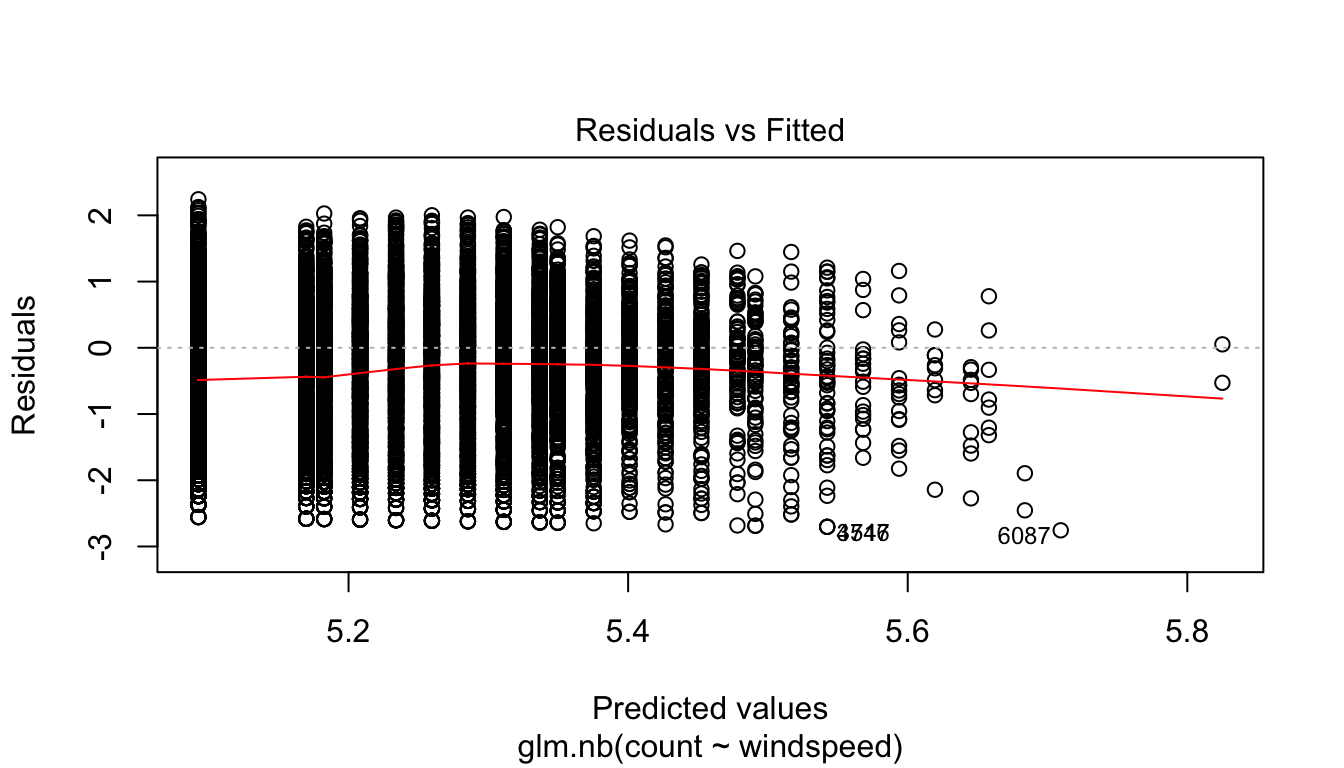 Residuals vs Fitted
Residuals
2
1
0
-1
-2
-3
6087
5.2 5.4 5.6 5.8
Predicted values
glm.nb(count ~ windspeed)